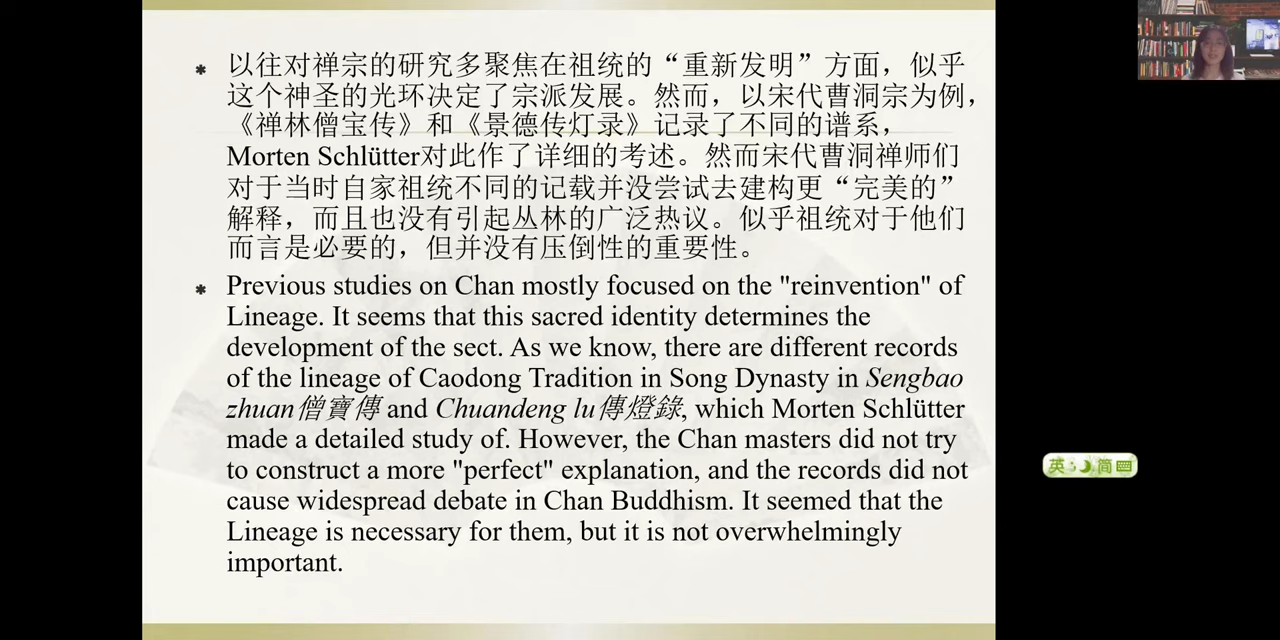 以往对禅宗的研究多聚焦在祖统的“重新发明”方面，似乎
这个神圣的光环决定了宗派发展。然而，以宋代曹洞宗为例，
《禅林僧宝传》和《景德传灯录》记录了不同的谱系，
Morten Schlütter对此作了详细的考述。然而宋代曹洞禅师们
对于当时自家祖统不同的记载并没尝试去建构更“完美的”
解释，而且也没有引起丛林的广泛热议。似乎祖统对于他们
而言是必要的，但并没有压倒性的重要性。
Previous studies on Chan mostly focused on the "reinvention" of
Lineage. It seems that this sacred identity determines the
development of the sect. As we know, there are different records
of the lineage of Caodong Tradition in Song Dynasty in Sengbao
zhuan僧寶傳 and Chuandeng lu傳燈錄, which Morten Schlütter
made a detailed study of. However, the Chan masters did not try
to construct a more "perfect" explanation, and the records did not
cause widespread debate in Chan Buddhism. It seemed that the
Lineage is necessary for them, but it is not overwhelmingly
important.
英 简